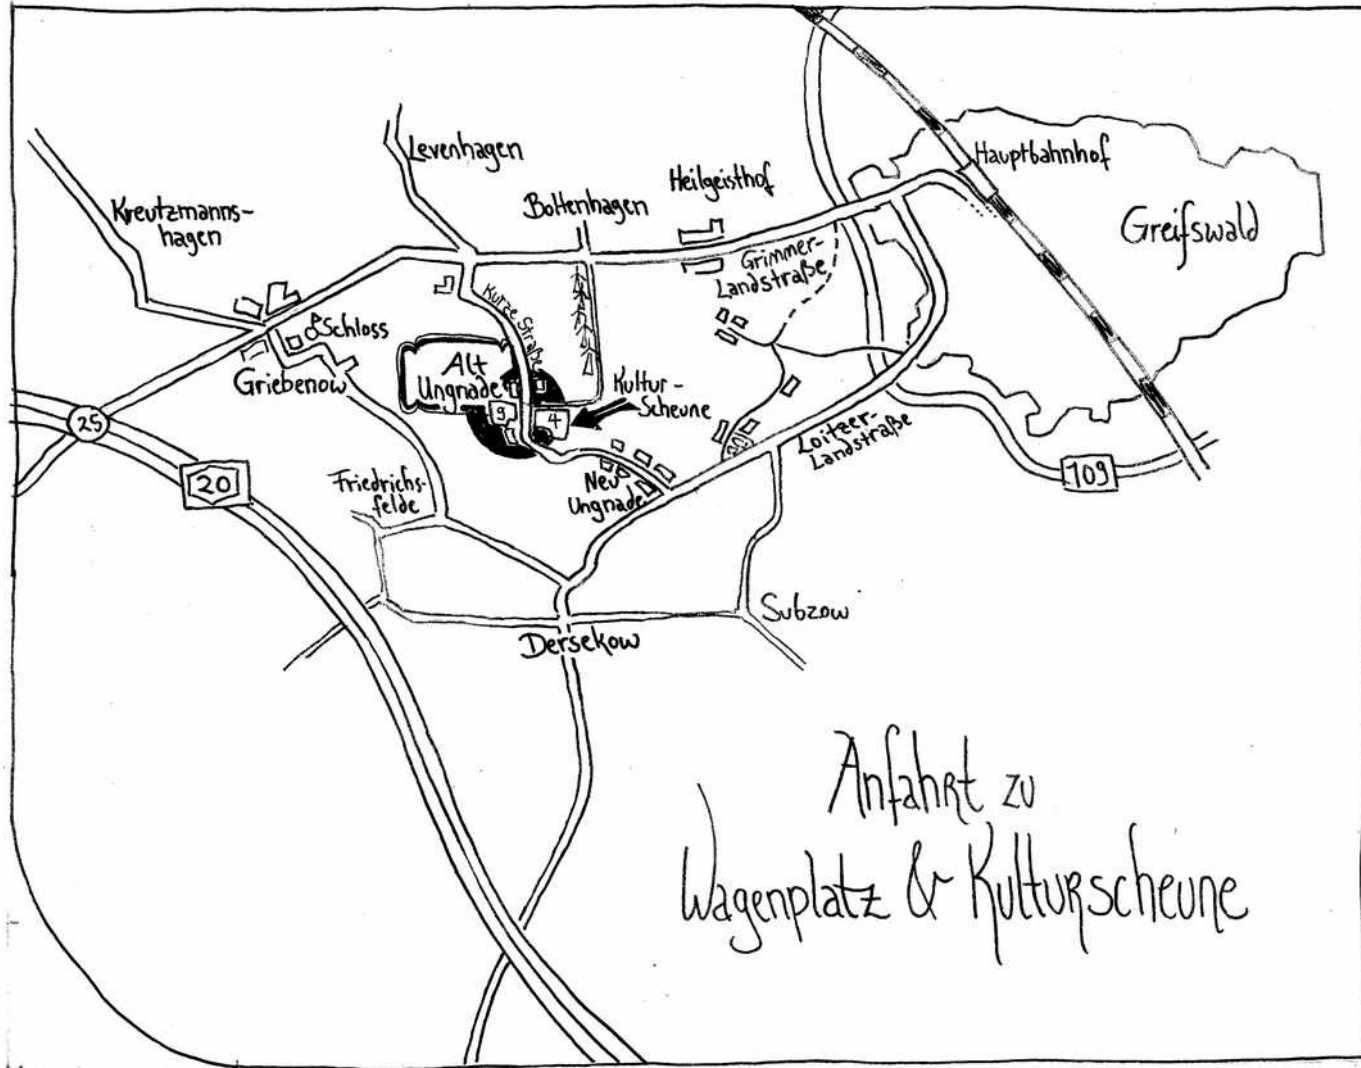 Levenhagen
Hauptbahnhof
Heilgeisthof
Greifswald
Kreutzmanns-
hagen
Boltenhagen
Grimmer-
Landstraße
Kurze Straße
Schloss
Griebenow
Alt
Ungnade
Kultur-
Scheune
9
4
25
Loitzer-
Landstraße
109
20
Friedrichs-
felde
Neu
Ungnade
Subzow
Dersekow
Anfahrt zu
Wagenplatz & Kulturscheune